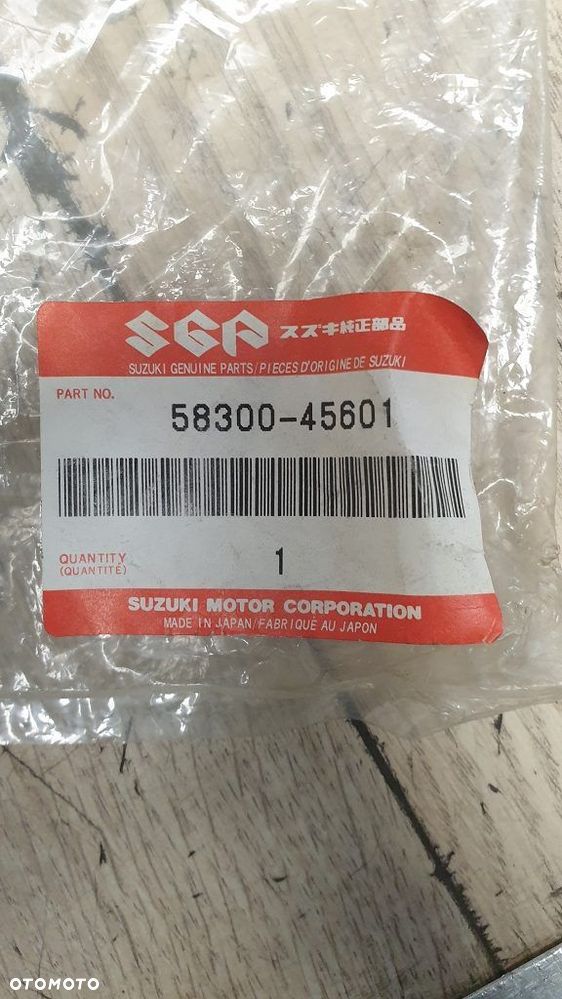 SGP スズキ純正部品
SUZUKI GENUINE PARTS/PIECES D'ORIGINE DE SUZUKI
PART NO.
58300-45601
QUANTITY
(QUANTITÉ)
1
SUZUKI MOTOR CORPORATION
MADE IN JAPAN/FABRIQUÉ AU JAPON
OTOMOTO